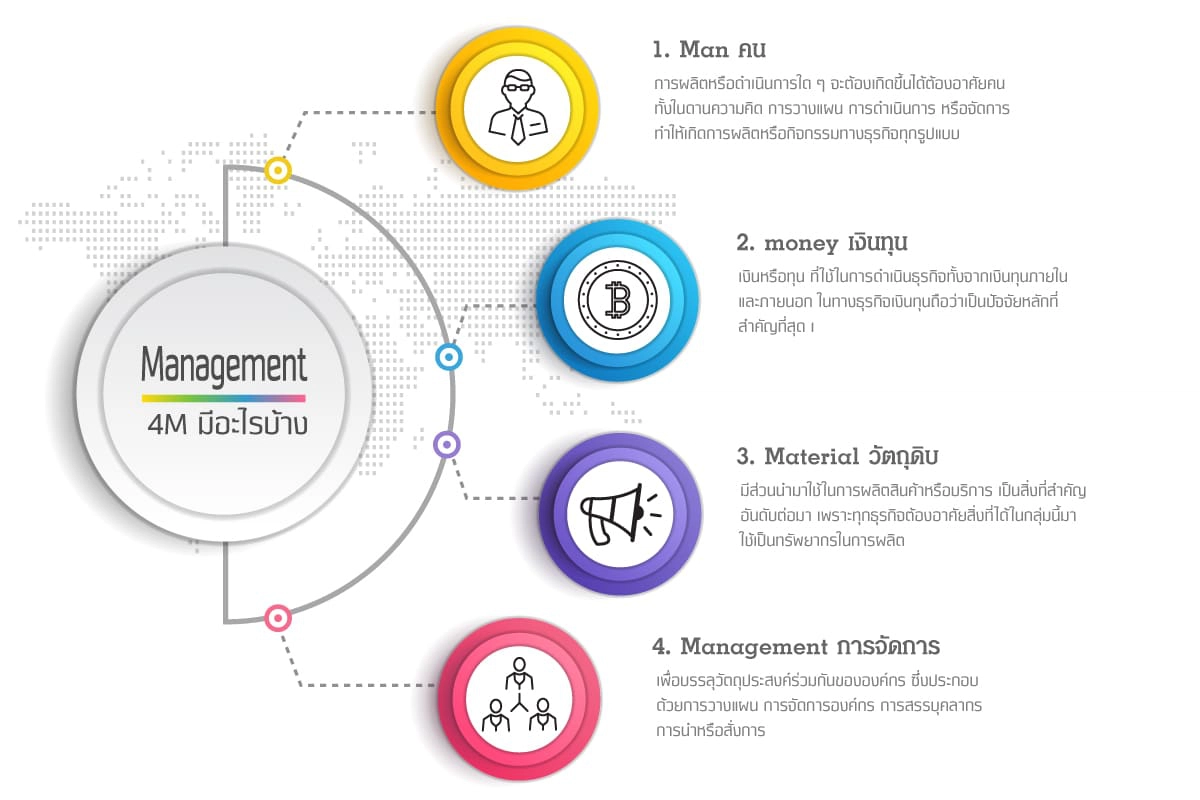 Management
4M มีอะไรบ้าง
1. Man คน
การผลิตหรือดำเนินการใด ๆ จะต้องเกิดขึ้นได้ต้องอาศัยคน
ทั้งในดานความคิด การวางแผน การดำเนินการ หรือจัดการ
ทำให้เกิดการผลิตหรือกิจกรรมทางธุรกิจทุกรูปแบบ
2. money เงินทุน
เงินหรือทุน ที่ใช้ในการดำเนินธุรกิจทั้งจากเงินทุนภายใน
และภายนอก ในทางธุรกิจเงินทุนถือว่าเป็นปัจจัยหลักที่
สำคัญที่สุด เ
3. Material วัตถุดิบ
มีส่วนนำมาใช้ในการผลิตสินค้าหรือบริการ เป็นสิ่งที่สำคัญ
อันดับต่อมา เพราะทุกธุรกิจต้องอาศัยสิ่งที่ได้ในกลุ่มนี้มา
ใช้เป็นทรัพยากรในการผลิต
4. Management การจัดการ
เพื่อบรรลุวัตถุประสงค์ร่วมกันขององค์กร ซึ่งประกอบ
ด้วยการวางแผน การจัดการองค์กร การสรรบุคลากร
การนำหรือสั่งการ